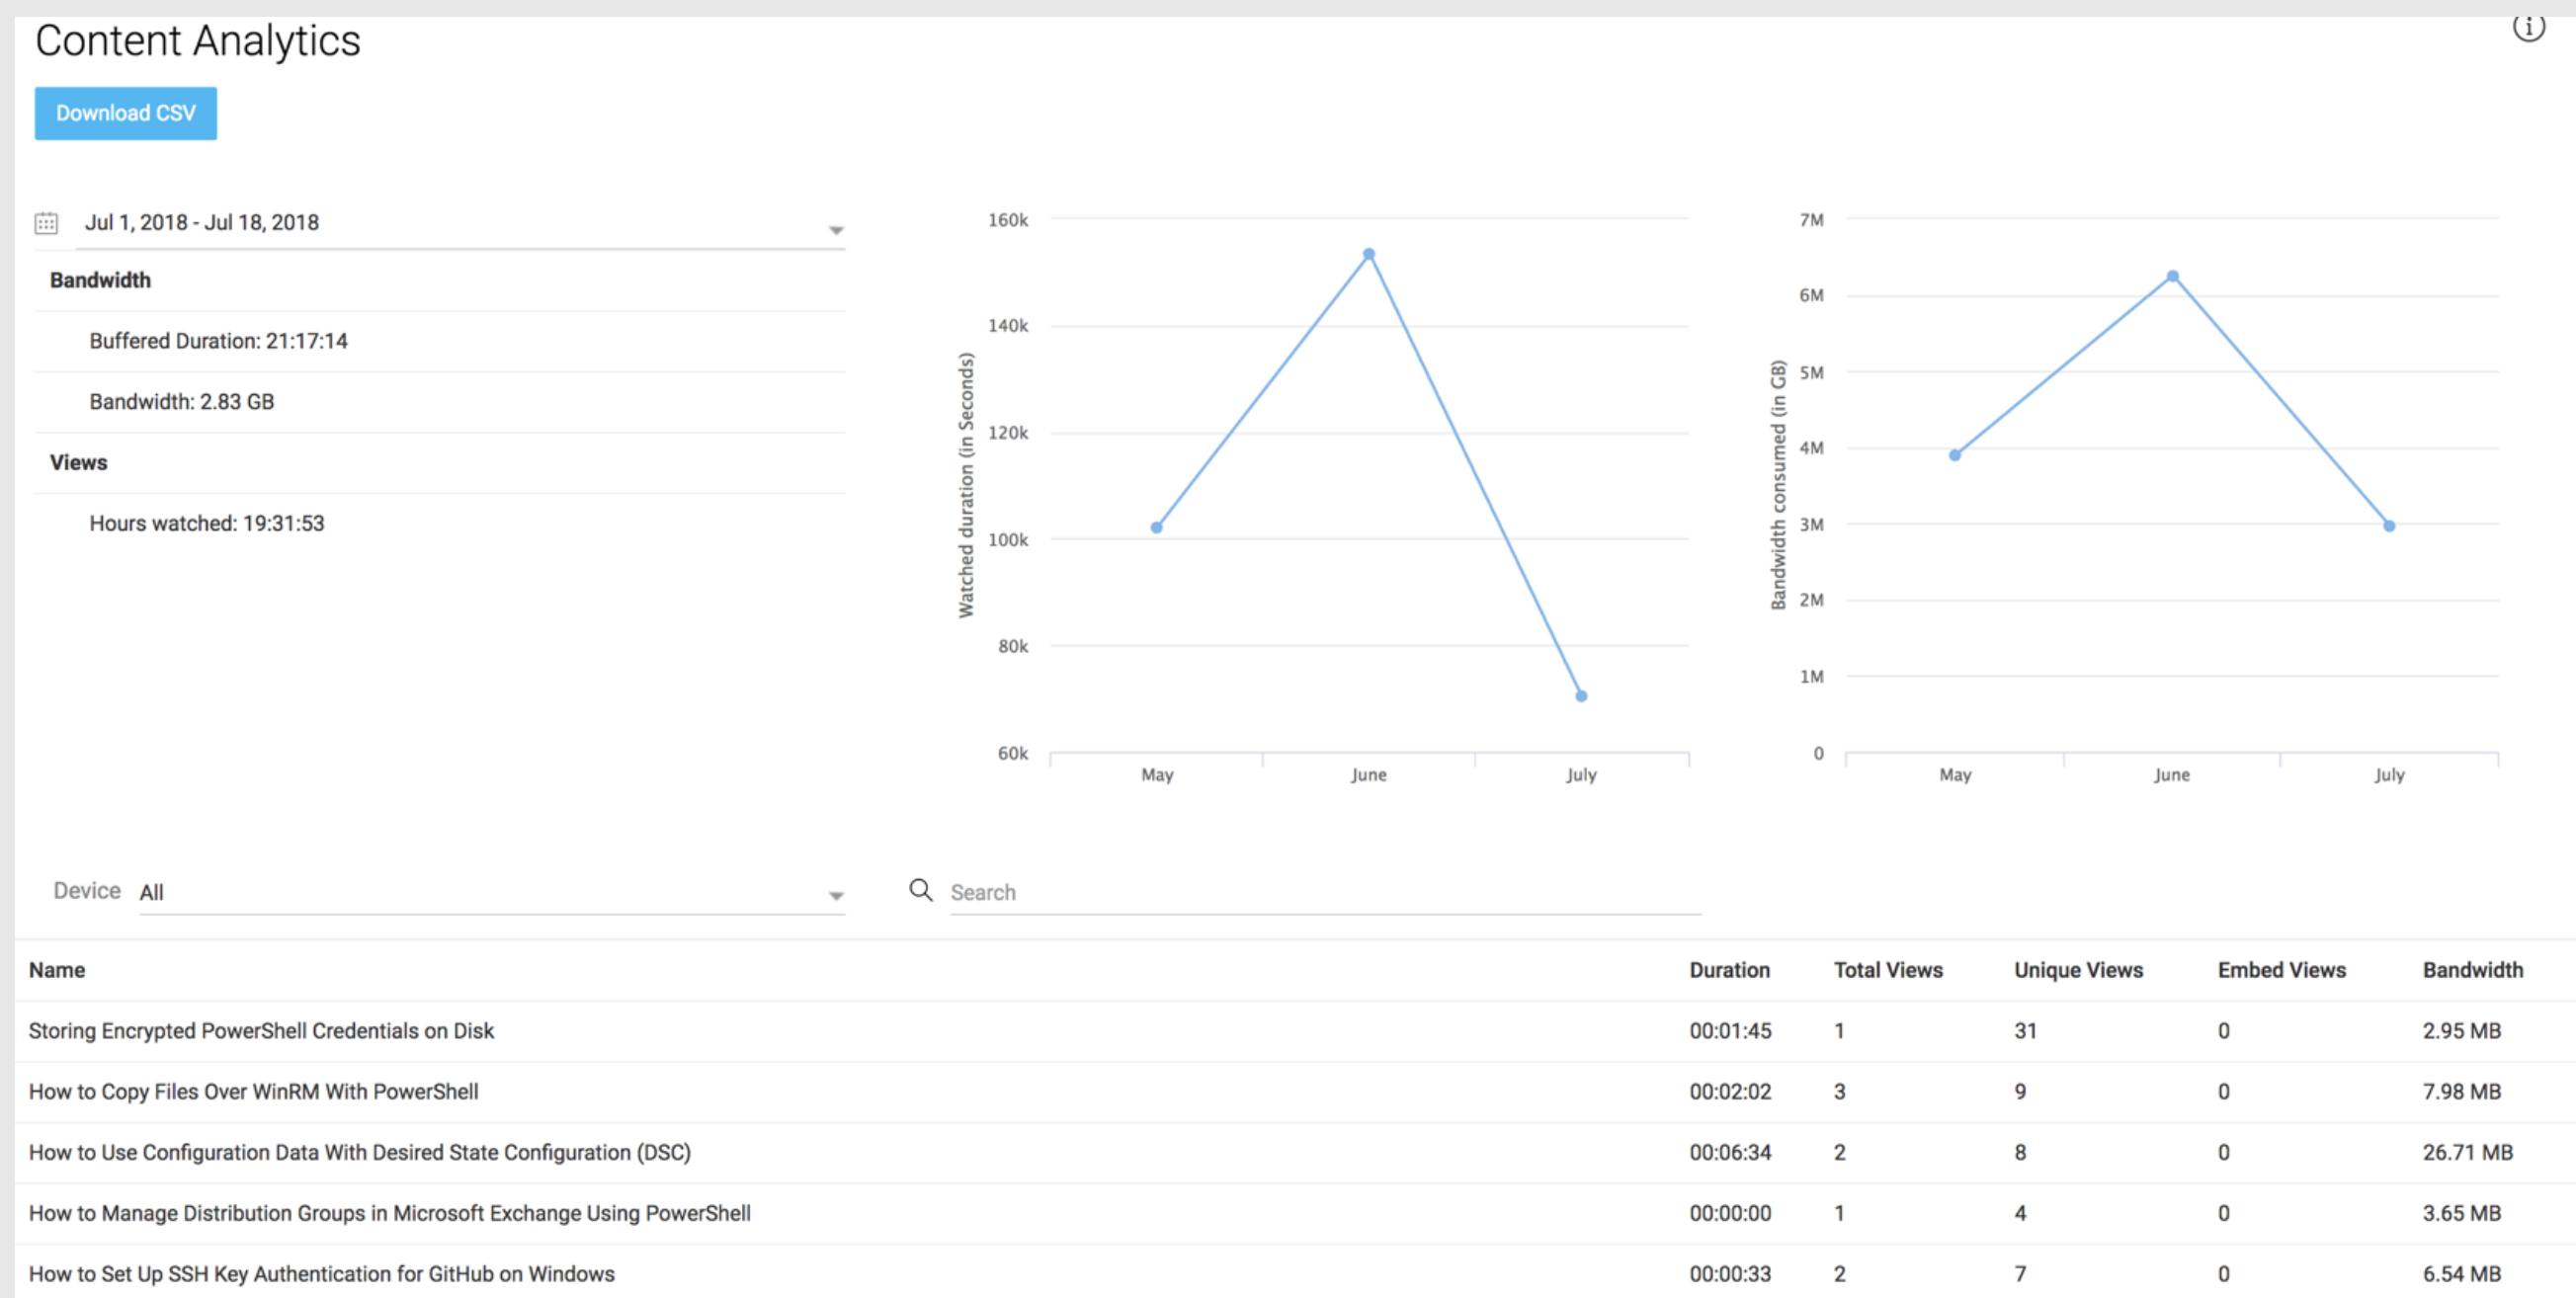 Content Analytics
Download CSV
Jul 1, 2018 - Jul 18, 2018
Bandwidth
Buffered Duration: 21:17:14
Bandwidth: 2.83 GB
Views
Hours watched: 19:31:53
Watched duration (in Seconds)
160k
140k
120k
100k
80k
60k
May June July
Bandwidth consumed (in GB)
7M
6M
5M
4M
3M
2M
1M
0
May June July
Device All
Search
Name Duration Total Views Unique Views Embed Views Bandwidth
Storing Encrypted PowerShell Credentials on Disk 00:01:45 1 31 0 2.95 MB
How to Copy Files Over WinRM With PowerShell 00:02:02 3 9 0 7.98 MB
How to Use Configuration Data With Desired State Configuration (DSC) 00:06:34 2 8 0 26.71 MB
How to Manage Distribution Groups in Microsoft Exchange Using PowerShell 00:00:00 1 4 0 3.65 MB
How to Set Up SSH Key Authentication for GitHub on Windows 00:00:33 2 7 0 6.54 MB